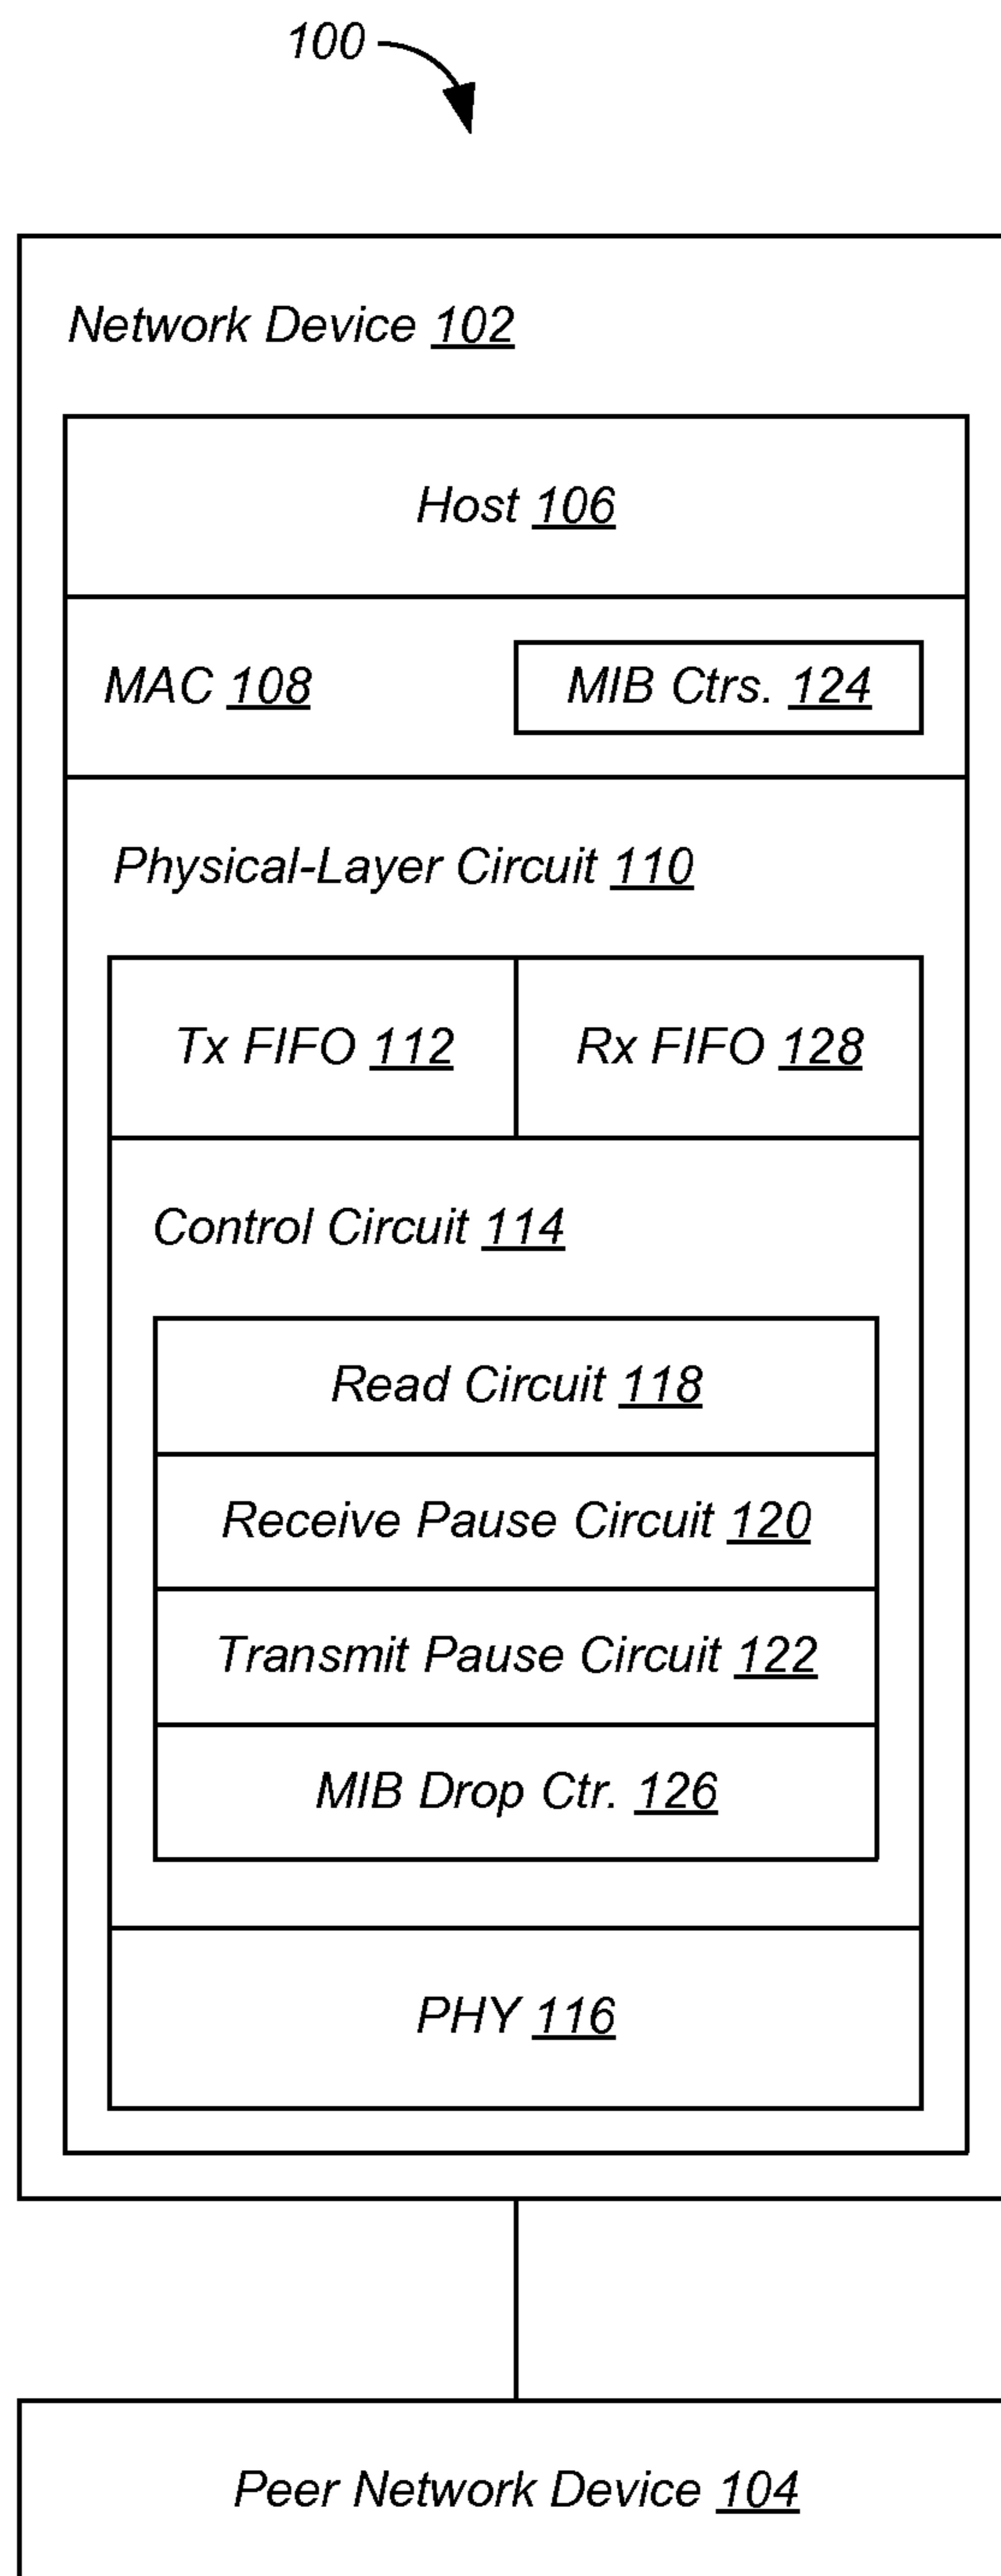 100
Network Device 102
Host 106
MAC 108
MIB Ctrs. 124
Physical-Layer Circuit 110
Tx FIFO 112
Rx FIFO 128
Control Circuit 114
Read Circuit 118
Receive Pause Circuit 120
Transmit Pause Circuit 122
MIB Drop Ctr. 126
PHY 116
Peer Network Device 104